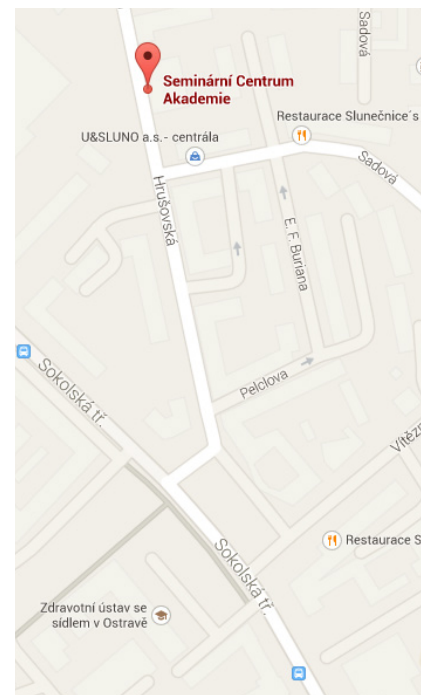 Sadová
Seminární Centrum
Akademie
Restaurace Slunečnice's
U&SLUNO a.s.- centrála
Sadová
Hrušovská
E. F. Buriana
Sokolská tř.
Pelclova
Vítězn
Restaurace S
Sokolská tř.
Zdravotní ústav se
sídlem v Ostravě